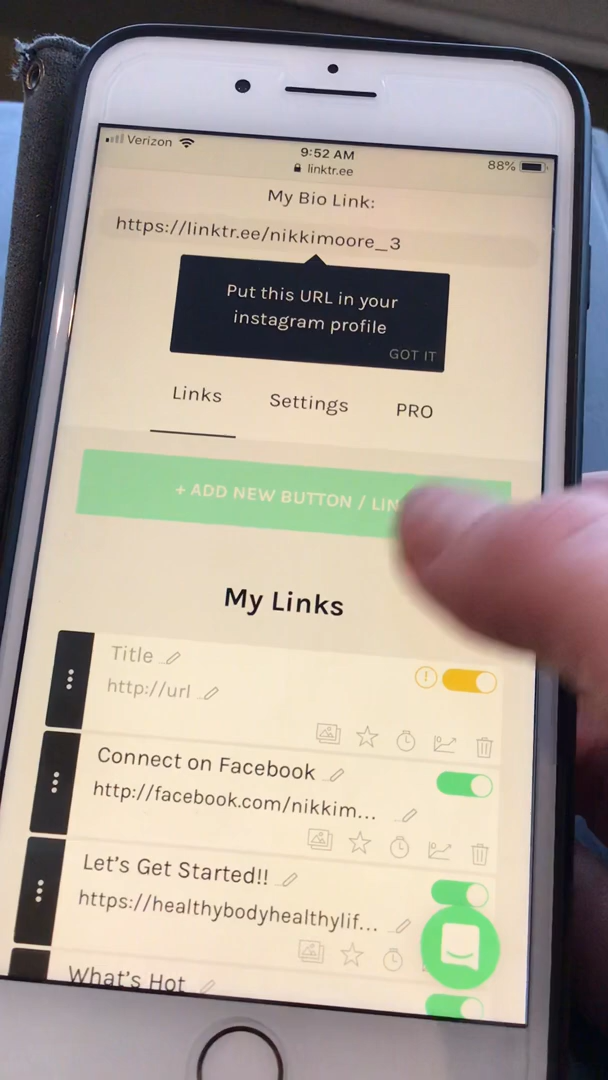 Verizon
9:52 AM
88%
linktr.ee
My Bio Link:
https://linktr.ee/nikkimoore_3
Put this URL in your
instagram profile
GOT IT
Links
Settings
PRO
+ ADD NEW BUTTON /
My Links
Title
http://url
Connect on Facebook
http://facebook.com/nikkim...
Let's Get Started!!
https://healthybodyhealthylif...
What's Hot